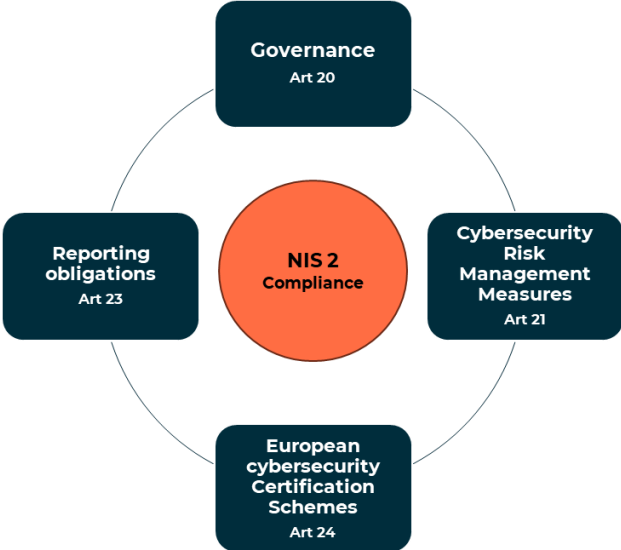 Governance
Art 20
Cybersecurity
Risk
Management
Measures
Art 21
European
cybersecurity
Certification
Schemes
Art 24
Reporting
obligations
Art 23
NIS 2
Compliance